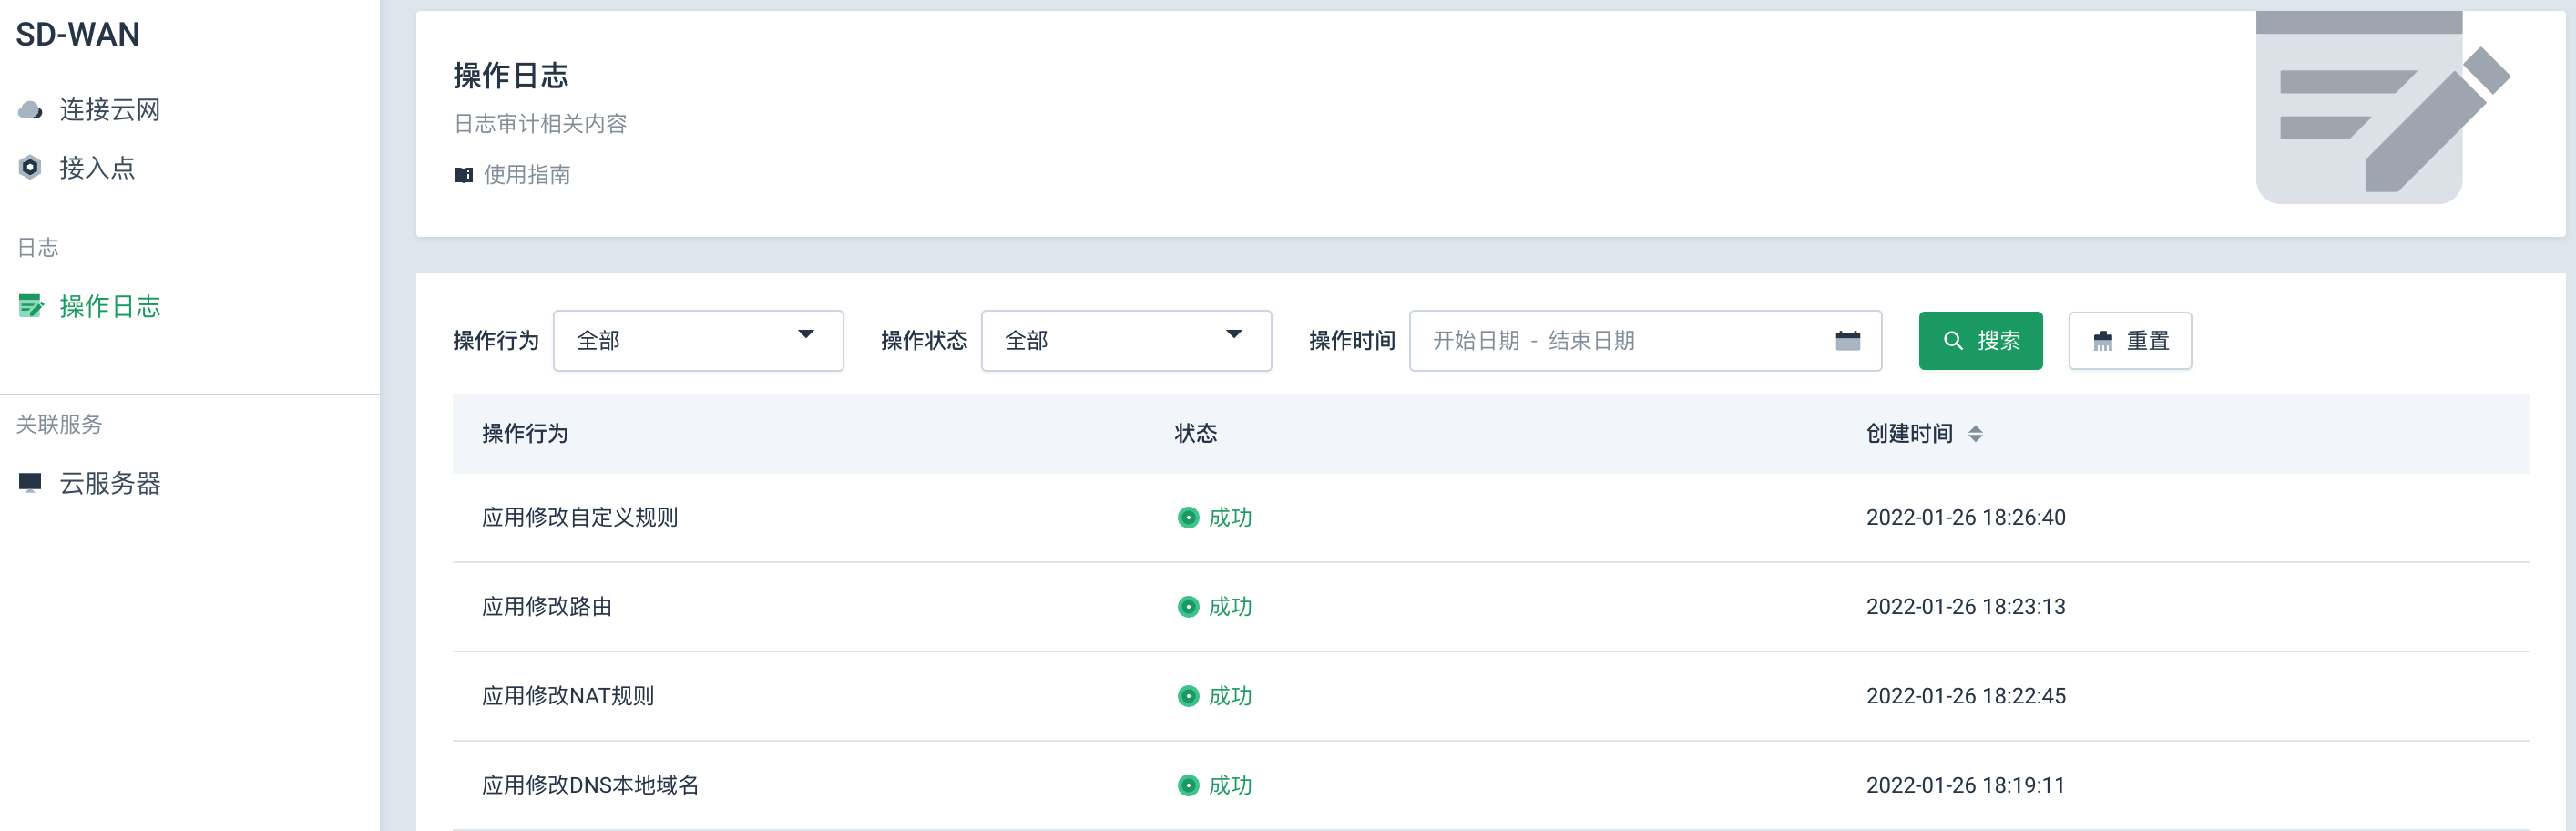 SD-WAN
连接云网
接入点
日志
操作日志
关联服务
云服务器
操作日志
日志审计相关内容
使用指南
操作行为 全部 操作状态 全部 操作时间 开始日期 - 结束日期 搜索 重置
操作行为 状态 创建时间
应用修改自定义规则 成功 2022-01-26 18:26:40
应用修改路由 成功 2022-01-26 18:23:13
应用修改NAT规则 成功 2022-01-26 18:22:45
应用修改DNS本地域名 成功 2022-01-26 18:19:11